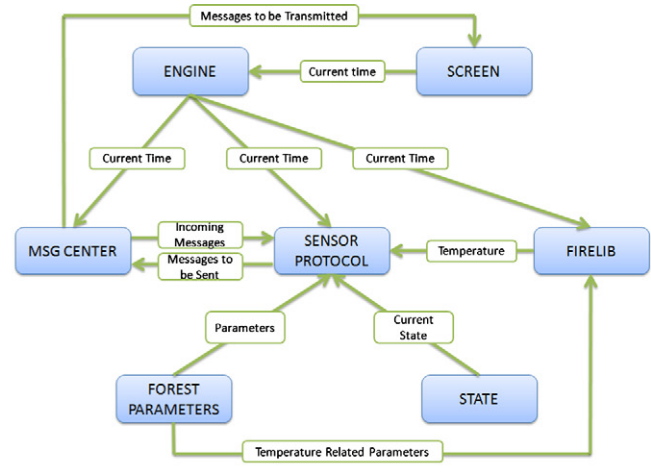 Messages to be Transmitted
ENGINE
Current time
SCREEN
Current Time
Current Time
Current Time
MSG CENTER
Incoming
Messages
Messages to
be Sent
SENSOR
PROTOCOL
Temperature
FIRELIB
Parameters
Current
State
FOREST
PARAMETERS
STATE
Temperature Related Parameters